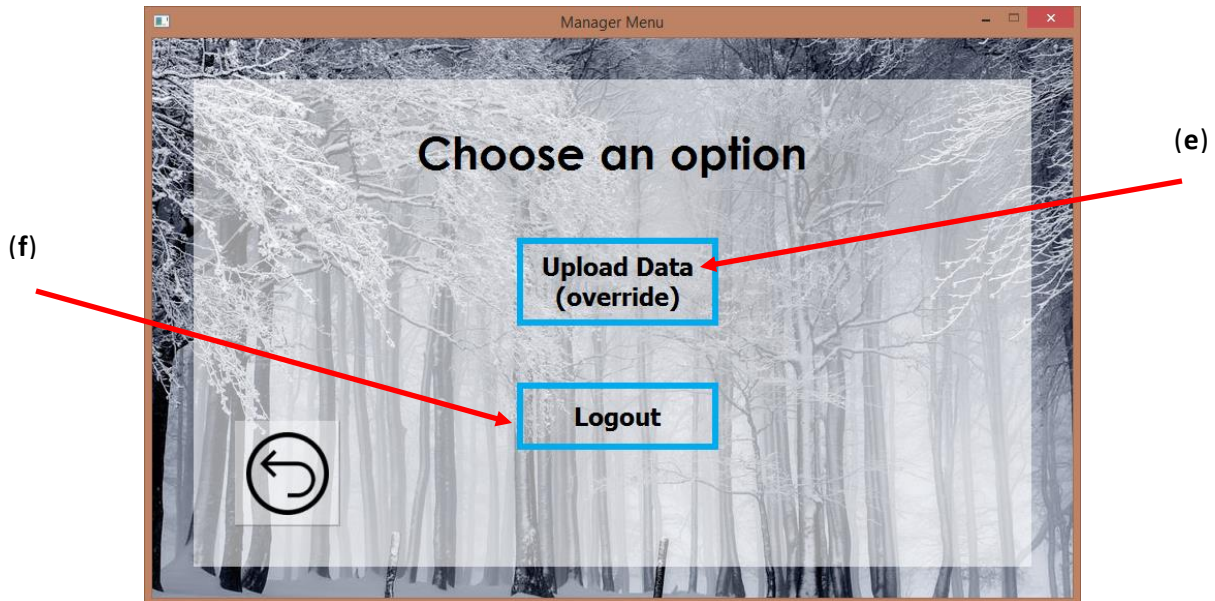 Manager Menu
Choose an option
(e)
(f)
Upload Data
(override)
Logout